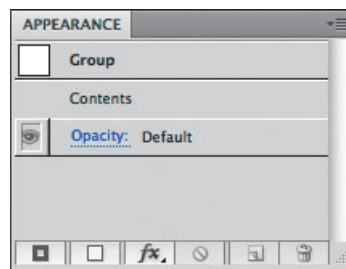 APPEARANCE
Group
Contents
Opacity: Default
fx